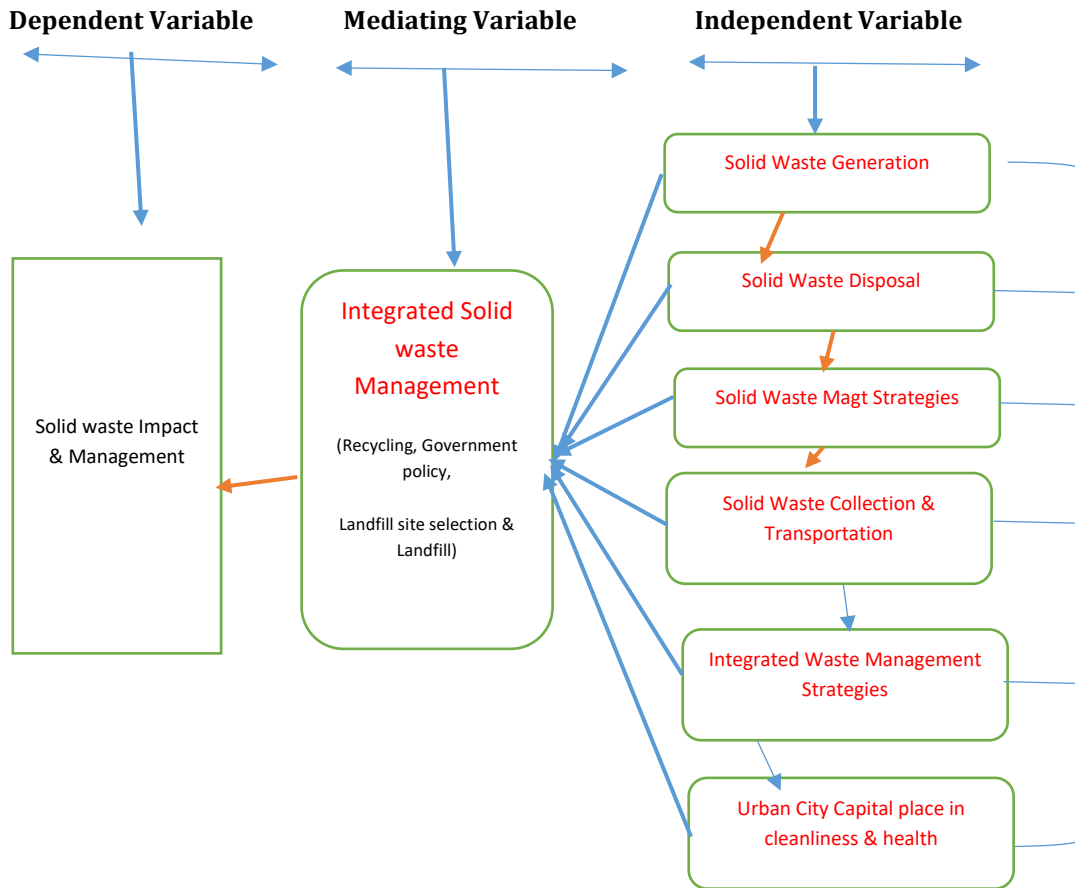 Dependent Variable
Mediating Variable
Independent Variable
Solid waste Impact
& Management
Integrated Solid
waste
Management
(Recycling, Government
policy,
Landfill site selection &
Landfill)
Solid Waste Generation
Solid Waste Disposal
Solid Waste Magt Strategies
Solid Waste Collection &
Transportation
Integrated Waste Management
Strategies
Urban City Capital place in
cleanliness & health